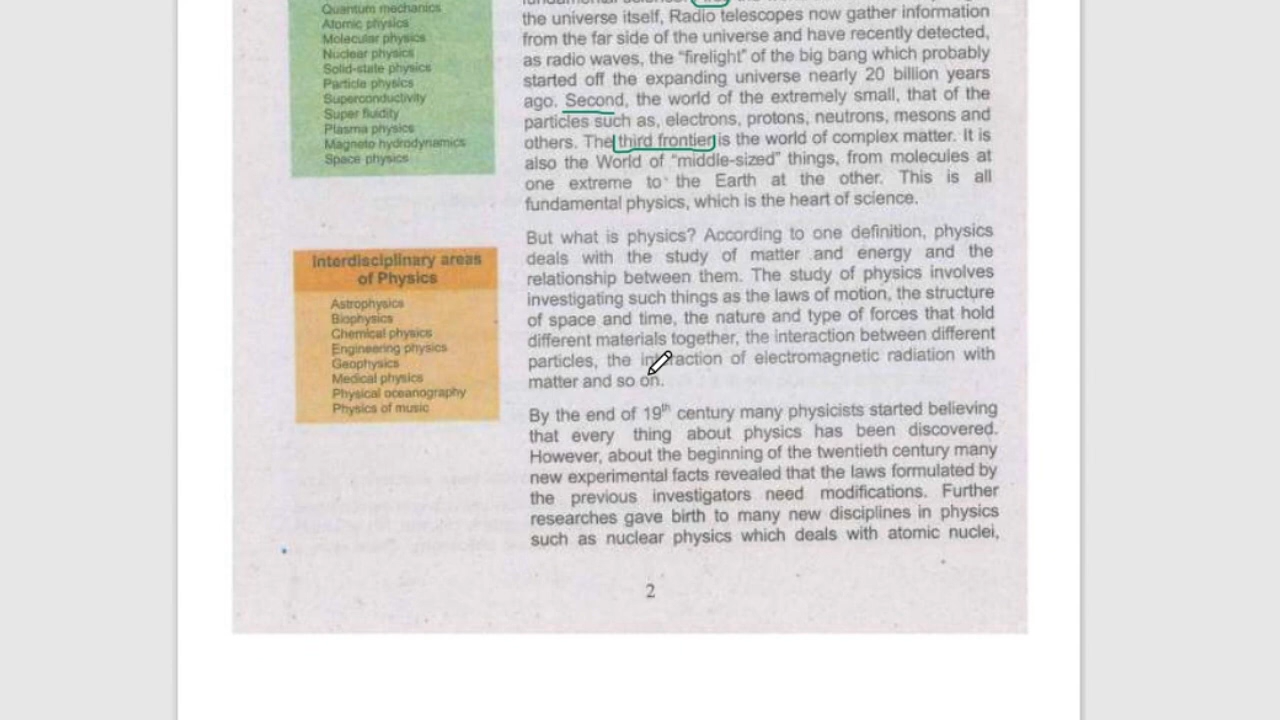 Quantum mechanics
Atomic physics
Molecular physics
Nuclear physics
Solid-state physics
Particle physics
Superconductivity
Super fluidity
Plasma physics
Magneto hydrodynamics
Space physics
the universe itself, Radio telescopes now gather information
from the far side of the universe and have recently detected,
as radio waves, the “firelight” of the big bang which probably
started off the expanding universe nearly 20 billion years
ago. Second, the world of the extremely small, that of the
particles such as, electrons, protons, neutrons, mesons and
others. The third frontier is the world of complex matter. It is
also the World of “middle-sized” things, from molecules at
one extreme to the Earth at the other. This is all
fundamental physics, which is the heart of science.
Interdisciplinary areas
of Physics
Astrophysics
Biophysics
Chemical physics
Engineering physics
Geophysics
Medical physics
Physical oceanography
Physics of music
But what is physics? According to one definition, physics
deals with the study of matter and energy and the
relationship between them. The study of physics involves
investigating such things as the laws of motion, the structure
of space and time, the nature and type of forces that hold
different materials together, the interaction between different
particles, the interaction of electromagnetic radiation with
matter and so on.
By the end of 19th century many physicists started believing
that every thing about physics has been discovered.
However, about the beginning of the twentieth century many
new experimental facts revealed that the laws formulated by
the previous investigators need modifications. Further
researches gave birth to many new disciplines in physics
such as nuclear physics which deals with atomic nuclei,
2